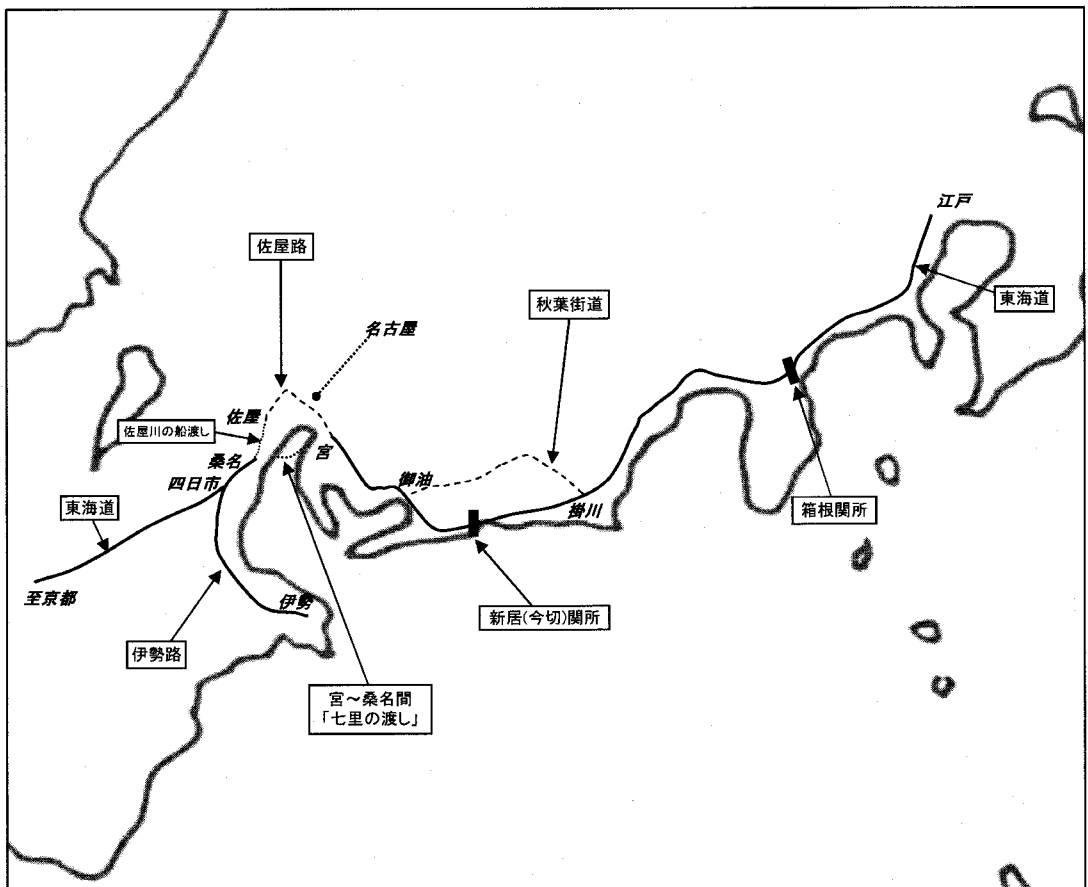 江戸
佐屋路
東海道
秋葉街道
名古屋
佐屋
佐屋川の船渡し
宮
桑名
御油
四日市
東海道
掛川
箱根関所
至京都
伊勢
新居(今切)関所
伊勢路
宮～桑名間
「七里の渡し」